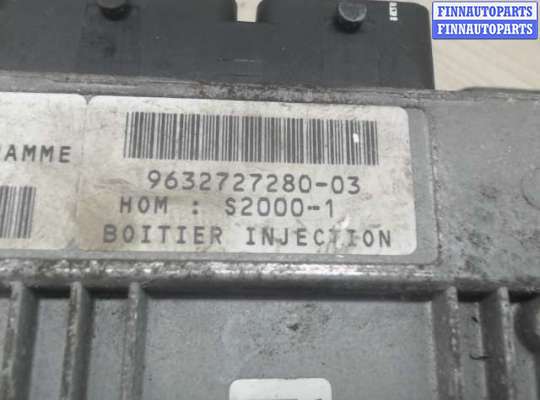 FINNAUTOPARTS
FINNAUTOPARTS
AMME
9632727280-03
HOM : S2000-1
BOITIER INJECTION